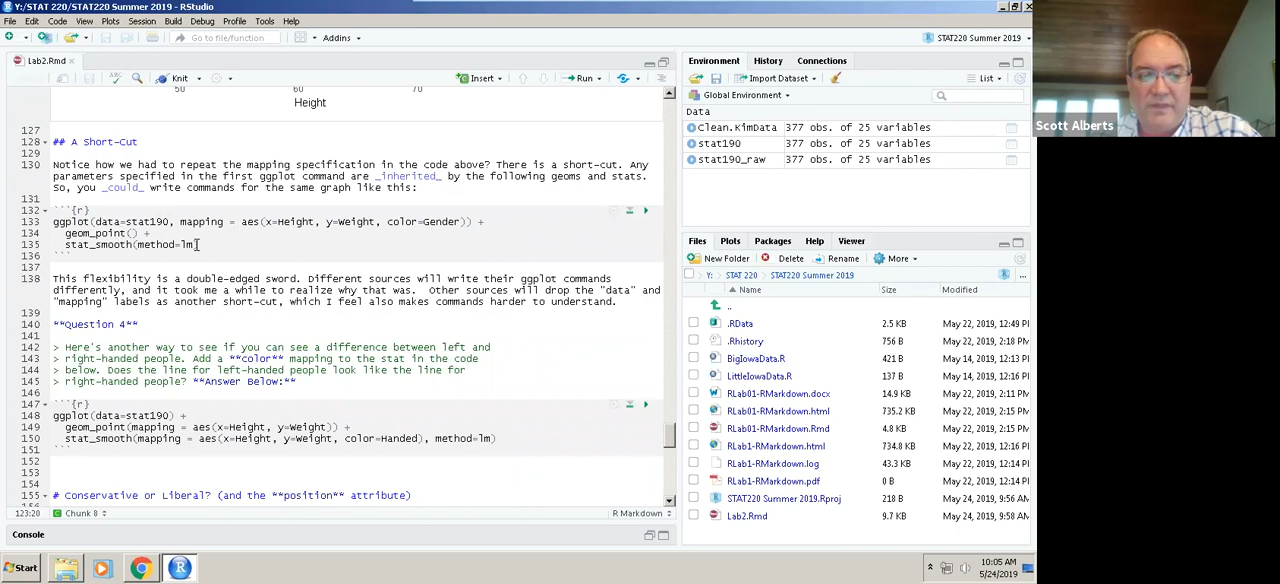 Y:/STAT 220/STAT220 Summer 2019 - RStudio
File Edit Code View Plots Session Build Debug Profile Tools Help
Go to file/function
Addins
STAT220 Summer 2019
Lab2.Rmd
Knit
Insert
Run
50 60 70
Height
127
128 ## A Short-Cut
129
130 Notice how we had to repeat the mapping specification in the code above? There is a short-cut. Any
parameters specified in the first ggplot command are _inherited_ by the following geoms and stats.
So, you _could_ write commands for the same graph like this:
131
132 ```{r}
133 ggplot(data=stat190, mapping = aes(x=Height, y=Weight, color=Gender)) +
134 geom_point() +
135 stat_smooth(method=lm)
136 ```
137
138 This flexibility is a double-edged sword. Different sources will write their ggplot commands
differently, and it took me a while to realize why that was. Other sources will drop the "data" and
"mapping" labels as another short-cut, which I feel also makes commands harder to understand.
139
140 **Question 4**
141
142 > Here's another way to see if you can see a difference between left and
143 > right-handed people. Add a **color** mapping to the stat in the code
144 > below. Does the line for left-handed people look like the line for
145 > right-handed people? **Answer Below:**
146
147 ```{r}
148 ggplot(data=stat190) +
149 geom_point(mapping = aes(x=Height, y=Weight)) +
150 stat_smooth(mapping = aes(x=Height, y=Weight, color=Handed), method=lm)
151 ```
152
153
154
155 # Conservative or Liberal? (and the **position** attribute)
123:20 Chunk 8 R Markdown
Console
Environment History Connections
Import Dataset List
Global Environment
Data
Clean.KimData 377 obs. of 25 variables
stat190 377 obs. of 25 variables
stat190_raw 377 obs. of 25 variables
Files Plots Packages Help Viewer
New Folder Delete Rename More
Y: STAT 220 STAT220 Summer 2019 ...
Name Size Modified
..
.RData 2.5 KB May 22, 2019, 12:49 P
.Rhistory 756 B May 22, 2019, 2:18 PM
BigIowaData.R 421 B May 14, 2019, 12:13 P
LittleIowaData.R 137 B May 14, 2019, 12:16 P
RLab01-RMarkdown.docx 14.9 KB May 22, 2019, 2:11 PM
RLab01-RMarkdown.html 735.2 KB May 22, 2019, 2:15 PM
RLab01-RMarkdown.Rmd 4.8 KB May 22, 2019, 2:15 PM
RLab1-RMarkdown.html 734.8 KB May 22, 2019, 12:16 P
RLab1-RMarkdown.log 43.3 KB May 22, 2019, 12:14 P
RLab1-RMarkdown.pdf 0 B May 22, 2019, 12:14 P
STAT220 Summer 2019.Rproj 218 B May 24, 2019, 9:56 AM
Lab2.Rmd 9.7 KB May 24, 2019, 9:58 AM
Scott Alberts
Start
10:05 AM
5/24/2019